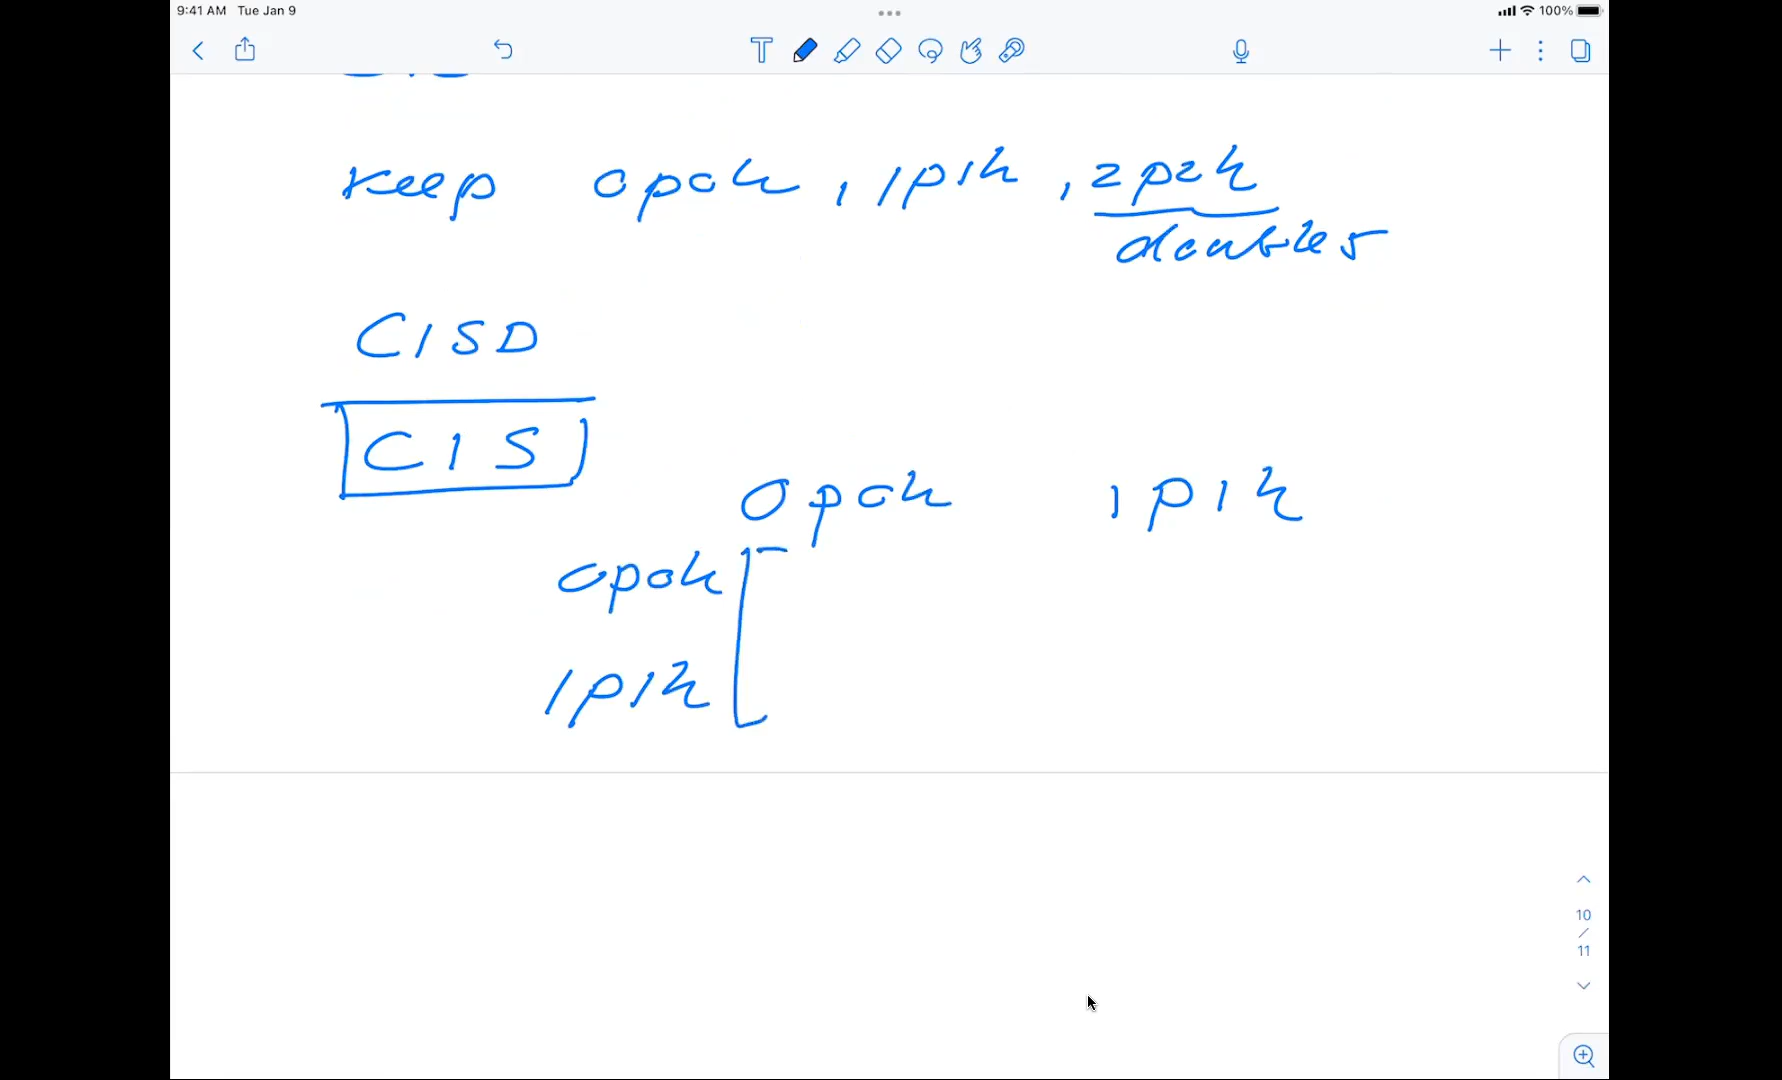 9:41 AM Tue Jan 9 100%
keep 0p0h, 1p1h, 2p2h
doubles
CISD
CIS
0p0h 1p1h
0p0h
1p1h
10
/
11